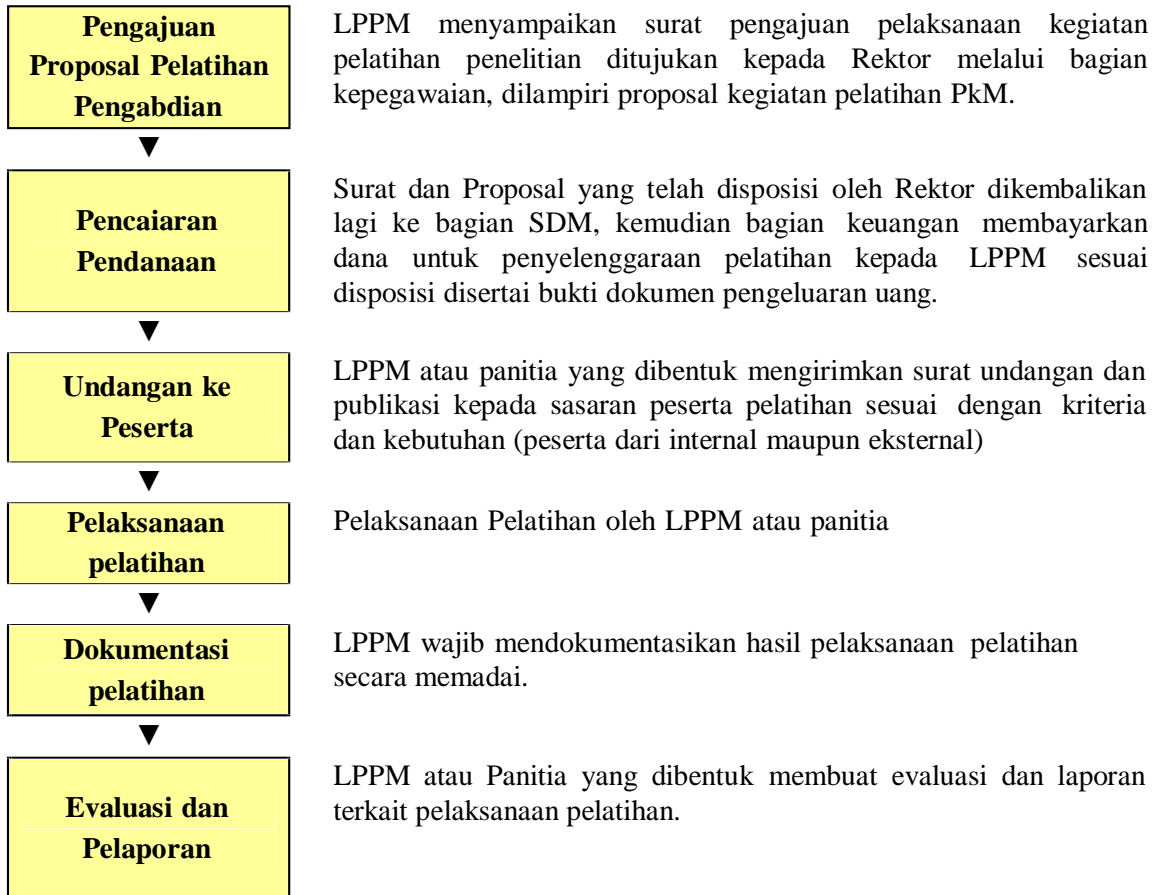 Pengajuan
Proposal Pelatihan
Pengabdian
LPPM menyampaikan surat pengajuan pelaksanaan kegiatan
pelatihan penelitian ditujukan kepada Rektor melalui bagian
kepegawaian, dilampiri proposal kegiatan pelatihan PkM.
▼
Pencaiaran
Pendanaan
Surat dan Proposal yang telah disposisi oleh Rektor dikembalikan
lagi ke bagian SDM, kemudian bagian keuangan membayarkan
dana untuk penyelenggaraan pelatihan kepada LPPM sesuai
disposisi disertai bukti dokumen pengeluaran uang.
▼
Undangan ke
Peserta
LPPM atau panitia yang dibentuk mengirimkan surat undangan dan
publikasi kepada sasaran peserta pelatihan sesuai dengan kriteria
dan kebutuhan (peserta dari internal maupun eksternal)
▼
Pelaksanaan
pelatihan
Pelaksanaan Pelatihan oleh LPPM atau panitia
▼
Dokumentasi
pelatihan
LPPM wajib mendokumentasikan hasil pelaksanaan pelatihan
secara memadai.
▼
Evaluasi dan
Pelaporan
LPPM atau Panitia yang dibentuk membuat evaluasi dan laporan
terkait pelaksanaan pelatihan.